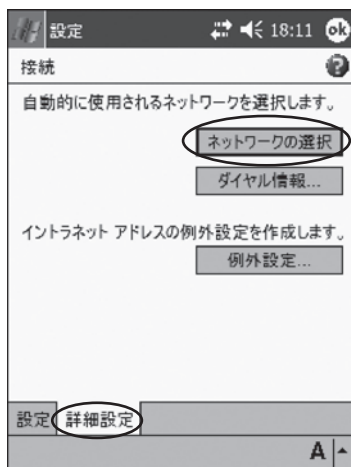 設定 18:11 ok
接続 ?
自動的に使用されるネットワークを選択します。
ネットワークの選択
ダイヤル情報...
イントラネット アドレスの例外設定を作成します。
例外設定...
設定 詳細設定
A